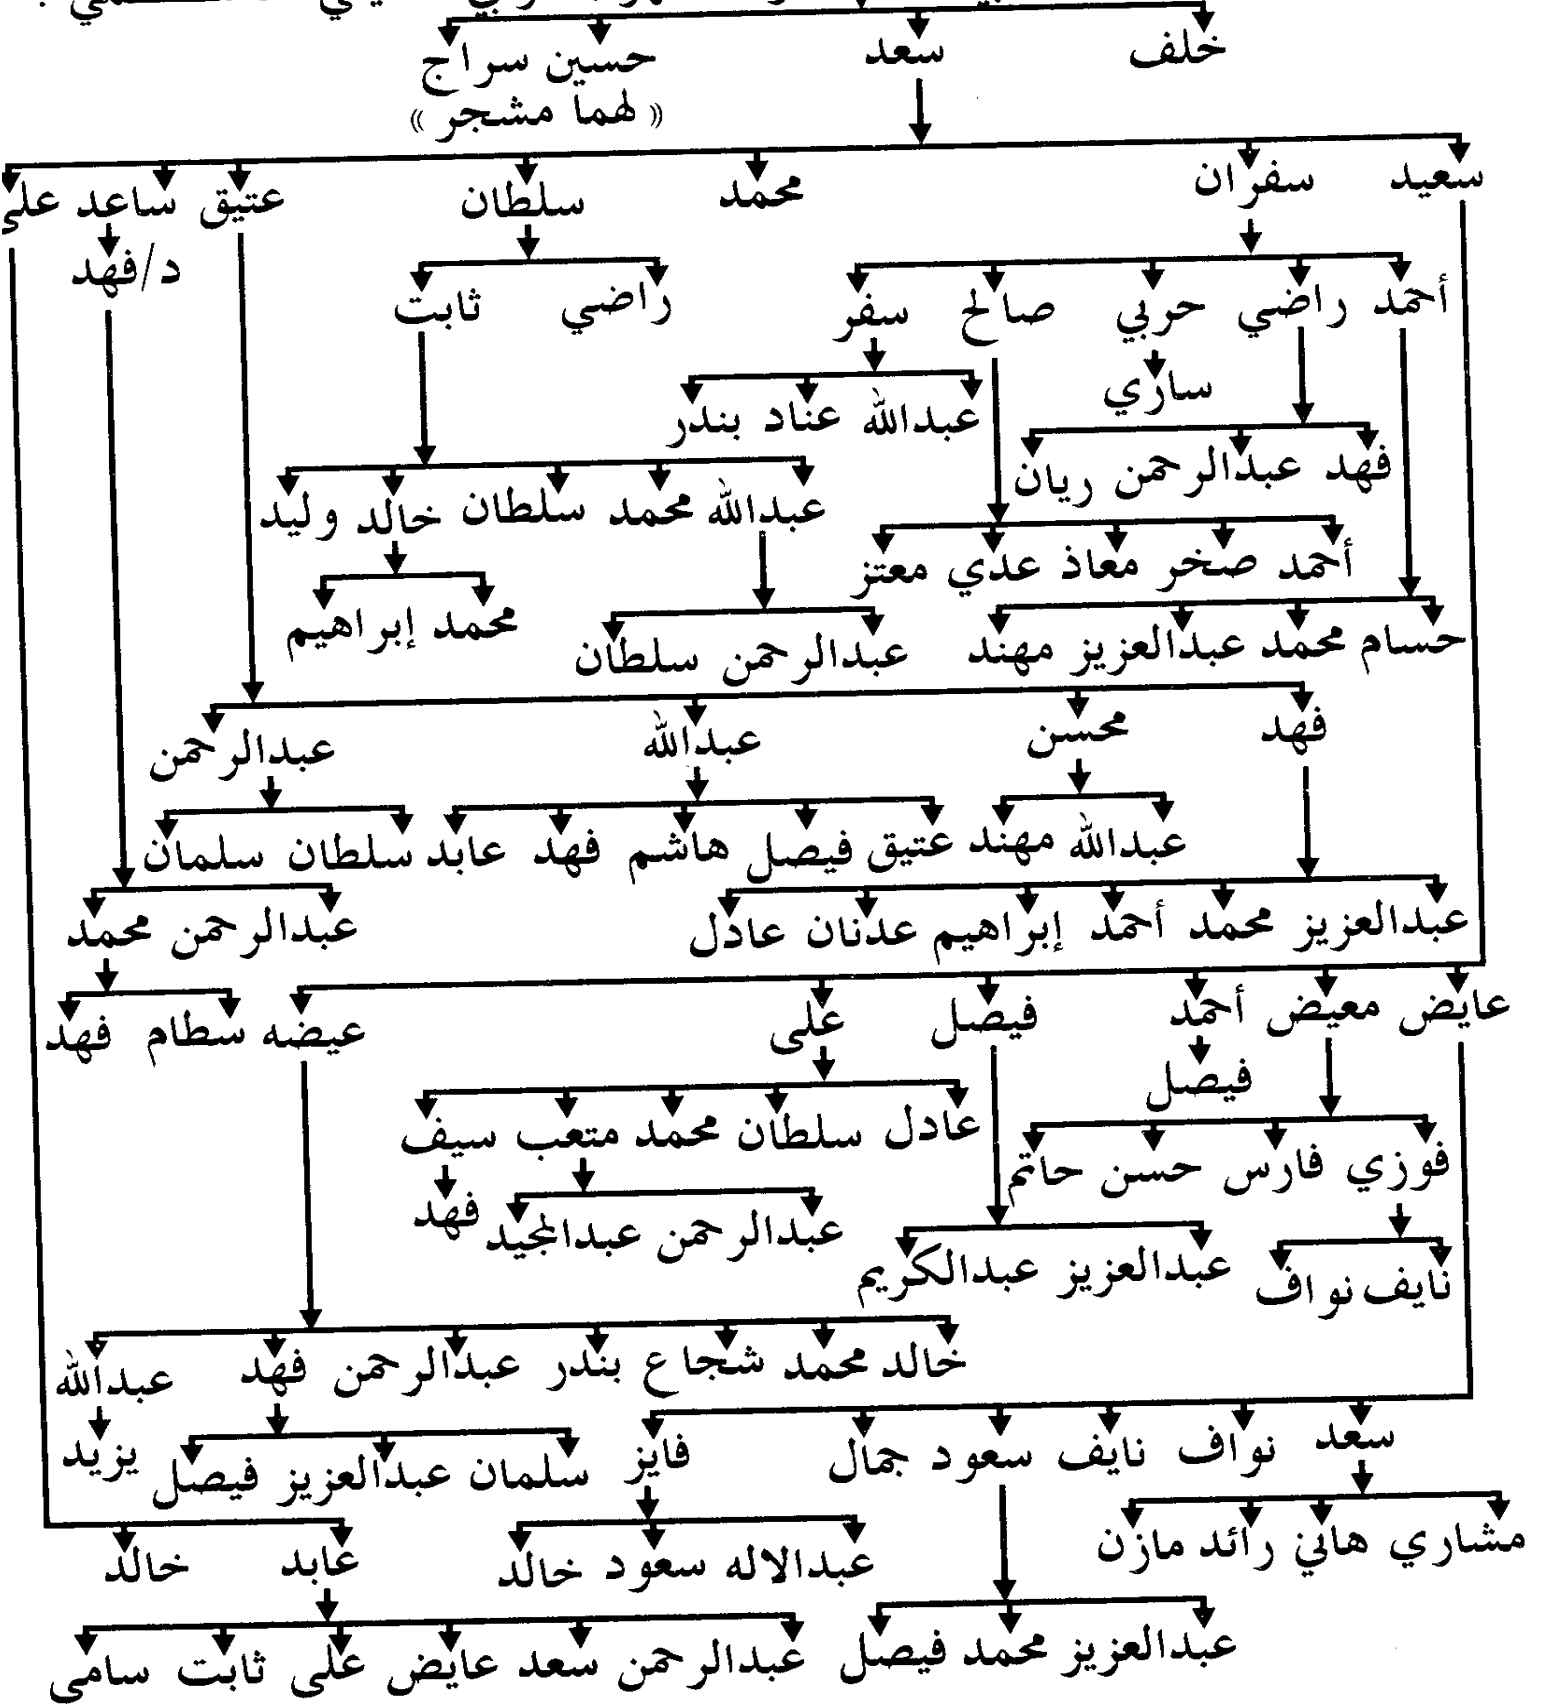 خلف سعد حسين سراج
« لهما مشجر »
سعيد سفران محمد سلطان عتيق ساعد على
د/فهد
أحمد راضي حربي صالح سفر راضي ثابت
ساري
عبدالله عناد بندر
فهد عبدالرحمن ريان
عبدالله محمد سلطان خالد وليد
أحمد صخر معاذ عدي معتز
محمد إبراهيم
حسام محمد عبدالعزيز مهند
عبدالرحمن سلطان
فهد محسن عبدالله عبدالرحمن
عبدالله مهند عتيق فيصل هاشم فهد عابد سلطان سلمان
عبدالعزيز محمد أحمد إبراهيم عدنان عادل عبدالرحمن محمد
عايض معيض أحمد فيصل على عيضه سطام فهد
فيصل
عادل سلطان محمد متعب سيف
فوزي فارس حسن حاتم
عبدالرحمن عبدالمجيد فهد
عبدالعزيز عبدالكريم
نايف نواف
خالد محمد شجاع بندر عبدالرحمن فهد عبدالله
سعد نواف نايف سعود جمال فايز
سلمان عبدالعزيز فيصل يزيد
مشاري هاني رائد مازن
عبدالاله سعود خالد عابد خالد
عبدالعزيز محمد فيصل عبدالرحمن سعد عايض على ثابت سامى